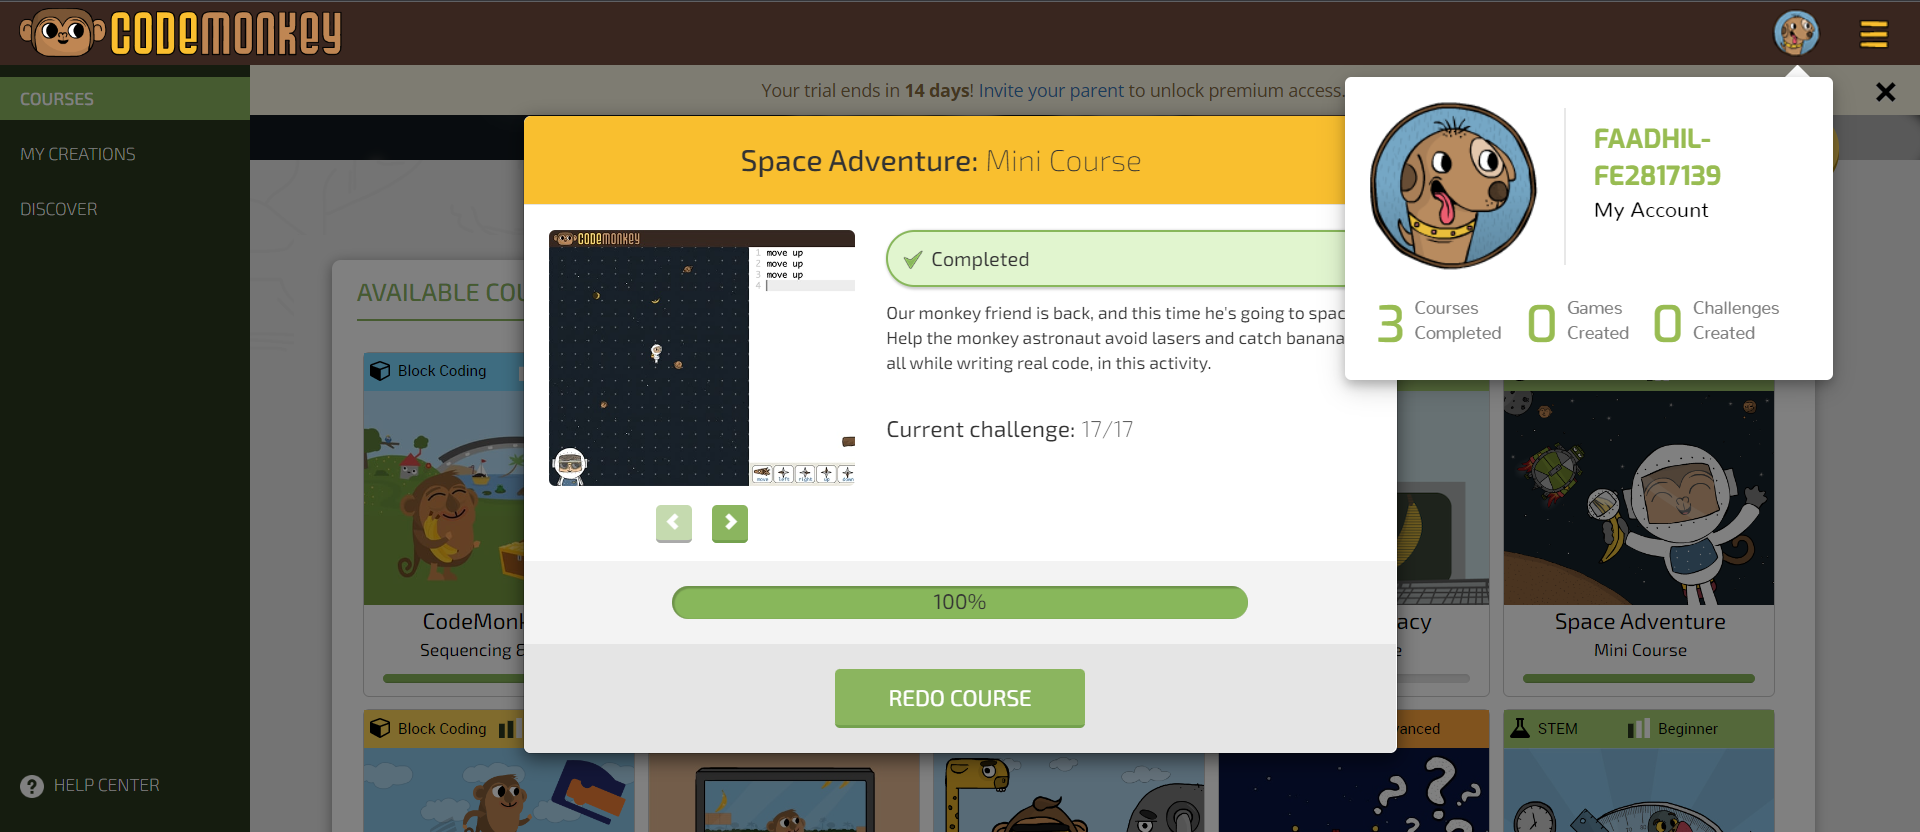 CODEMONKEY
COURSES
MY CREATIONS
DISCOVER
HELP CENTER
Your trial ends in 14 days! Invite your parent to unlock premium access.
FAADHIL-
FE2817139
My Account
3 Courses Completed
0 Games Created
0 Challenges Created
Space Adventure: Mini Course
CODEMONKEY
1 move up
2 move up
3 move up
4
move left right up down
Completed
Our monkey friend is back, and this time he's going to spac
Help the monkey astronaut avoid lasers and catch banana
all while writing real code, in this activity.
Current challenge: 17/17
100%
REDO COURSE
AVAILABLE COU
Block Coding
CodeMonk
Sequencing &
acy
Space Adventure
Mini Course
Block Coding
anced
STEM Beginner